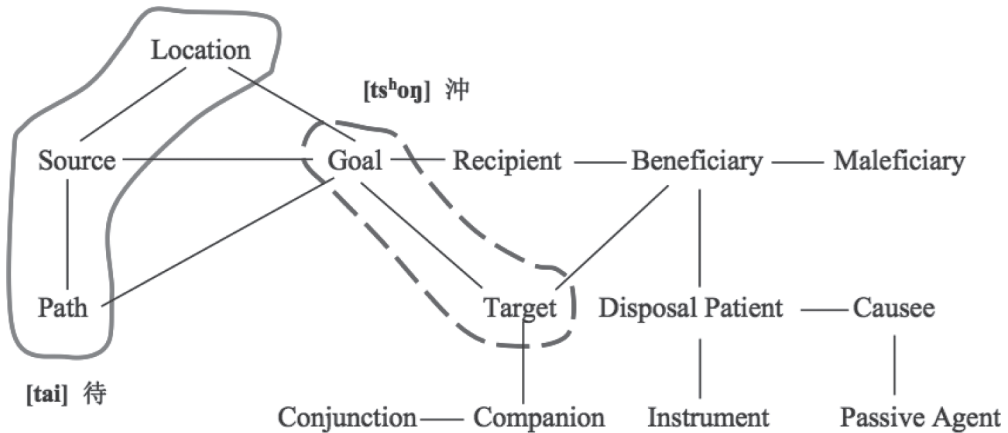 Location
[tsʰoŋ] 沖
Source Goal Recipient Beneficiary Maleficiary
Path Target Disposal Patient Causee
[tai] 待
Conjunction Companion Instrument Passive Agent